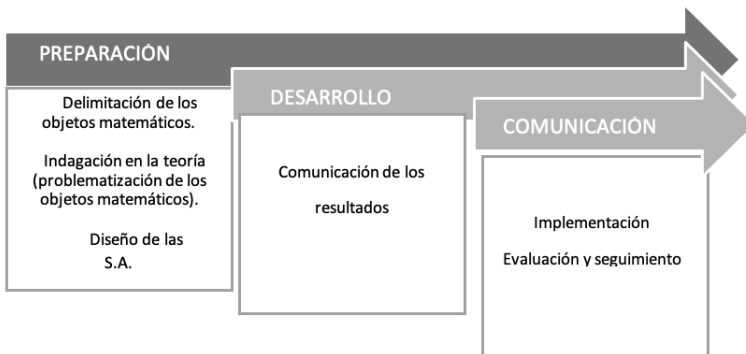 PREPARACIÓN
Delimitación de los
objetos matemáticos.
Indagación en la teoría
(problematización de los
objetos matemáticos).
Diseño de las
S.A.
DESARROLLO
Comunicación de los
resultados
COMUNICACIÓN
Implementación
Evaluación y seguimiento